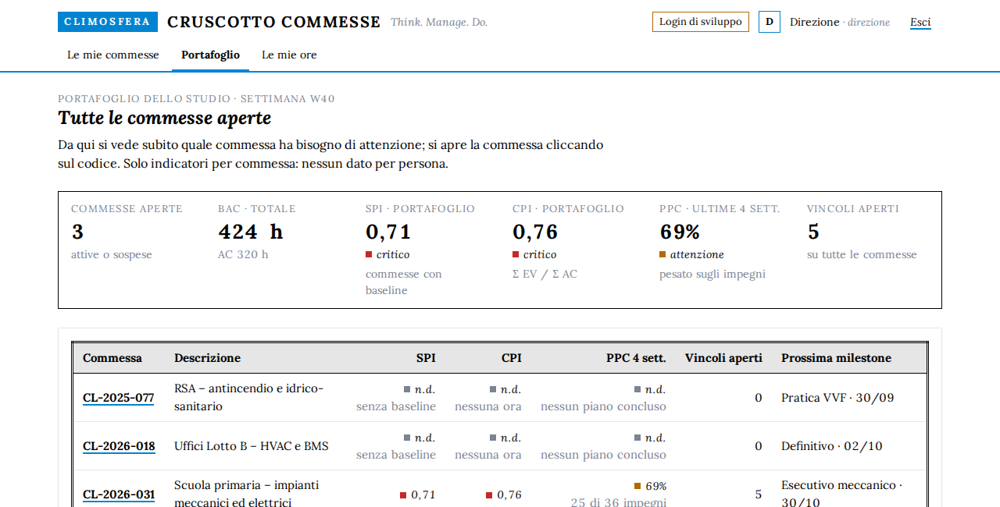 CLIMOSFERA CRUSCOTTO COMMESSE Think. Manage. Do. Login di sviluppo D Direzione · direzione Esci
Le mie commesse Portafoglio Le mie ore
PORTAFOGLIO DELLO STUDIO · SETTIMANA W40
Tutte le commesse aperte
Da qui si vede subito quale commessa ha bisogno di attenzione; si apre la commessa cliccando
sul codice. Solo indicatori per commessa: nessun dato per persona.
COMMESSE APERTE BAC · TOTALE SPI · PORTAFOGLIO CPI · PORTAFOGLIO PPC · ULTIME 4 SETT. VINCOLI APERTI
3 424 h 0,71 0,76 69% 5
attive o sospese AC 320 h critico critico attenzione su tutte le commesse
commesse con Σ EV / Σ AC pesato sugli impegni
baseline
Commessa Descrizione SPI CPI PPC 4 sett. Vincoli aperti Prossima milestone
RSA – antincendio e idrico- n.d. n.d. n.d.
CL-2025-077 0 Pratica VVF · 30/09
sanitario senza baseline nessuna ora nessun piano concluso
n.d. n.d. n.d.
CL-2026-018 Uffici Lotto B – HVAC e BMS 0 Definitivo · 02/10
senza baseline nessuna ora nessun piano concluso
Scuola primaria – impianti 69% Esecutivo meccanico ·
CL-2026-031 0,71 0,76 5
meccanici ed elettrici 25 di 36 impegni 30/10